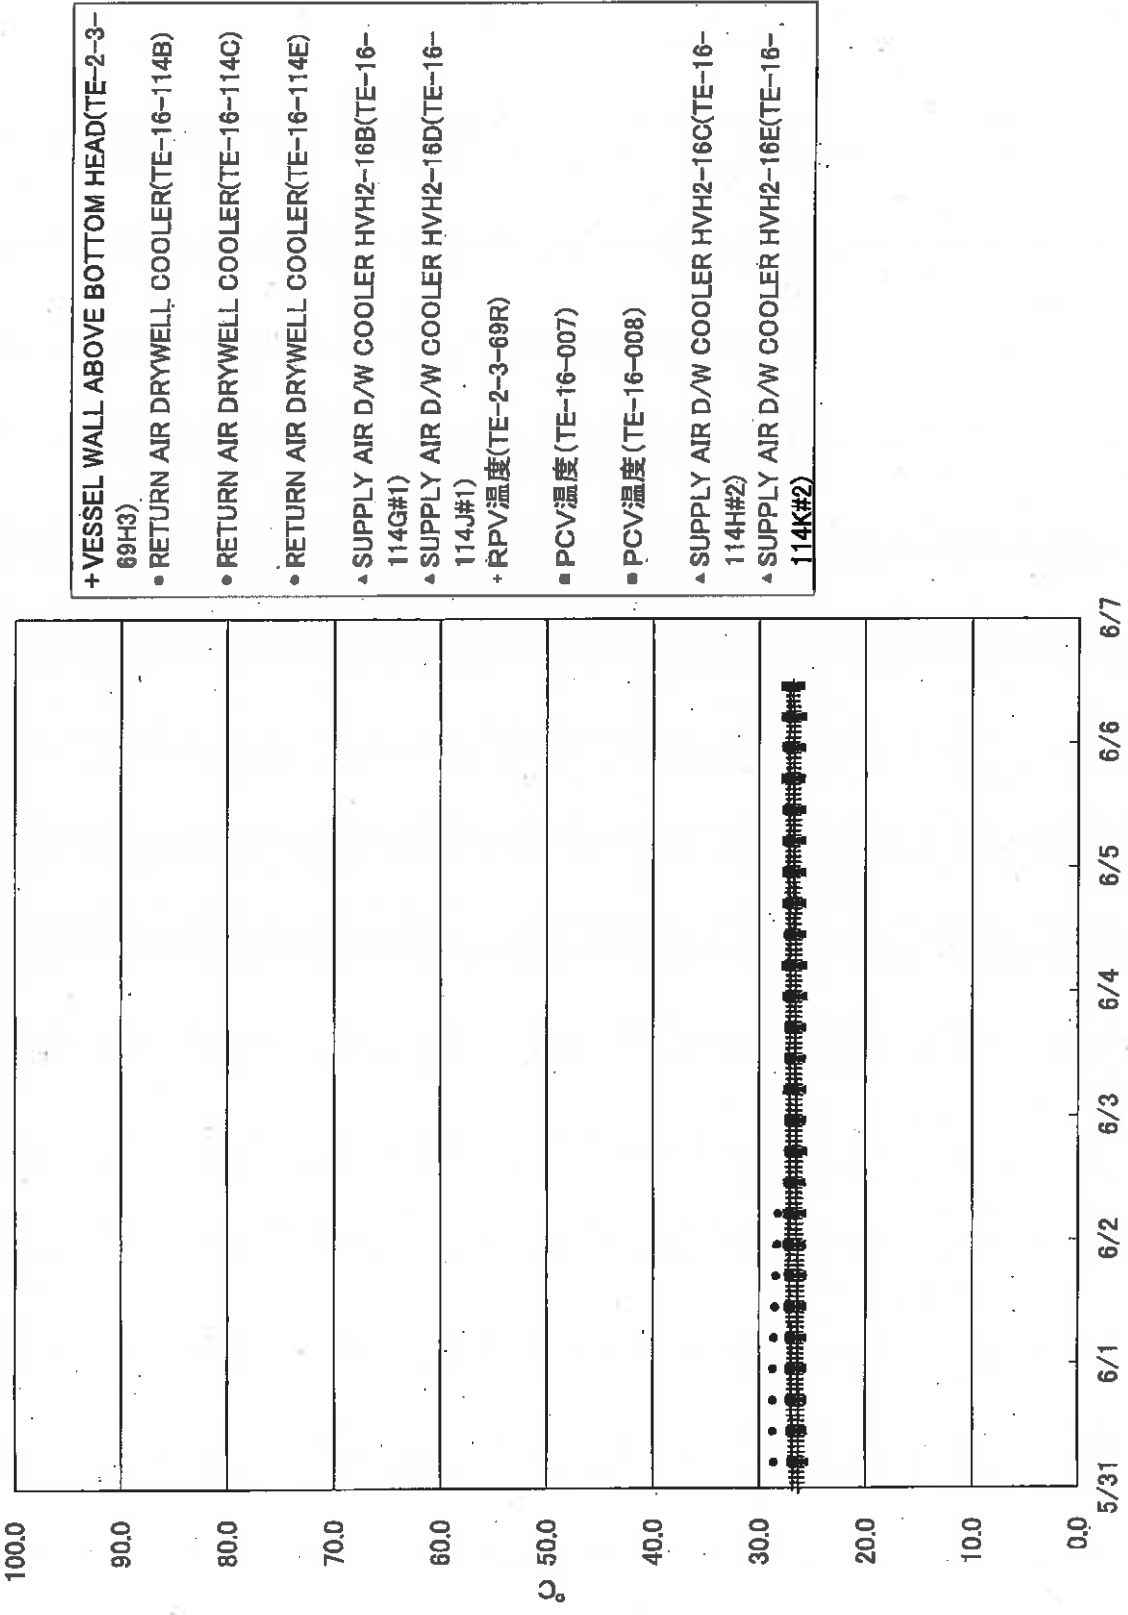 100.0
90.0
80.0
70.0
60.0
50.0
40.0
30.0
20.0
10.0
0.0
℃
5/31
6/1
6/2
6/3
6/4
6/5
6/6
6/7
+ VESSEL WALL ABOVE BOTTOM HEAD(TE-2-3-
69H3)
● RETURN AIR DRYWELL COOLER(TE-16-114B)
● RETURN AIR DRYWELL COOLER(TE-16-114C)
● RETURN AIR DRYWELL COOLER(TE-16-114E)
▲ SUPPLY AIR D/W COOLER HVH2-16B(TE-16-
114G#1)
▲ SUPPLY AIR D/W COOLER HVH2-16D(TE-16-
114J#1)
+ RPV温度(TE-2-3-69R)
■ PCV温度(TE-16-007)
■ PCV温度(TE-16-008)
▲ SUPPLY AIR D/W COOLER HVH2-16C(TE-16-
114H#2)
▲ SUPPLY AIR D/W COOLER HVH2-16E(TE-16-
114K#2)